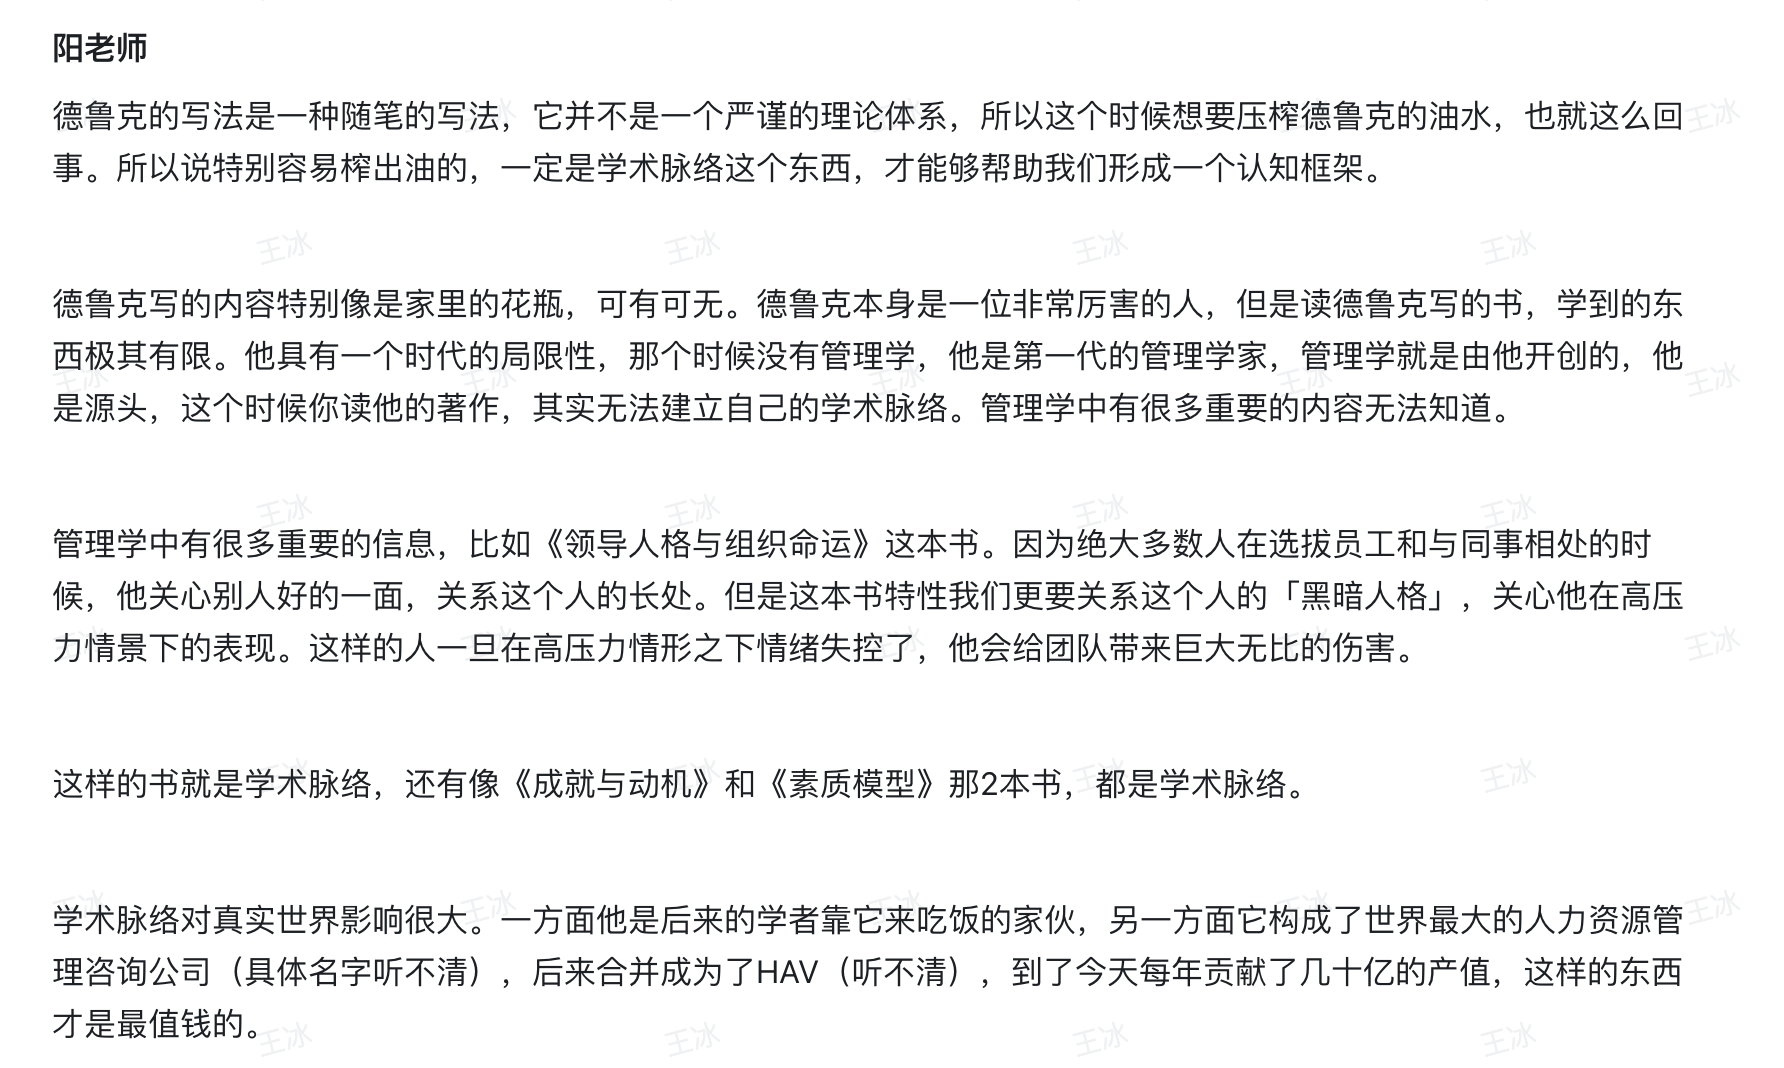 阳老师
德鲁克的写法是一种随笔的写法，它并不是一个严谨的理论体系，所以这个时候想要压榨德鲁克的油水，也就这么回
事。所以说特别容易榨出油的，一定是学术脉络这个东西，才能够帮助我们形成一个认知框架。
德鲁克写的内容特别像是家里的花瓶，可有可无。德鲁克本身是一位非常厉害的人，但是读德鲁克写的书，学到的东
西极其有限。他具有一个时代的局限性，那个时候没有管理学，他是第一代的管理学家，管理学就是由他开创的，他
是源头，这个时候你读他的著作，其实无法建立自己的学术脉络。管理学中有很多重要的内容无法知道。
管理学中有很多重要的信息，比如《领导人格与组织命运》这本书。因为绝大多数人在选拔员工和与同事相处的时
候，他关心别人好的一面，关系这个人的长处。但是这本书特性我们更要关系这个人的「黑暗人格」，关心他在高压
力情景下的表现。这样的人一旦在高压力情形之下情绪失控了，他会给团队带来巨大无比的伤害。
这样的书就是学术脉络，还有像《成就与动机》和《素质模型》那2本书，都是学术脉络。
学术脉络对真实世界影响很大。一方面他是后来的学者靠它来吃饭的家伙，另一方面它构成了世界最大的人力资源管
理咨询公司（具体名字听不清），后来合并成为了HAV（听不清），到了今天每年贡献了几十亿的产值，这样的东西
才是最值钱的。
王冰